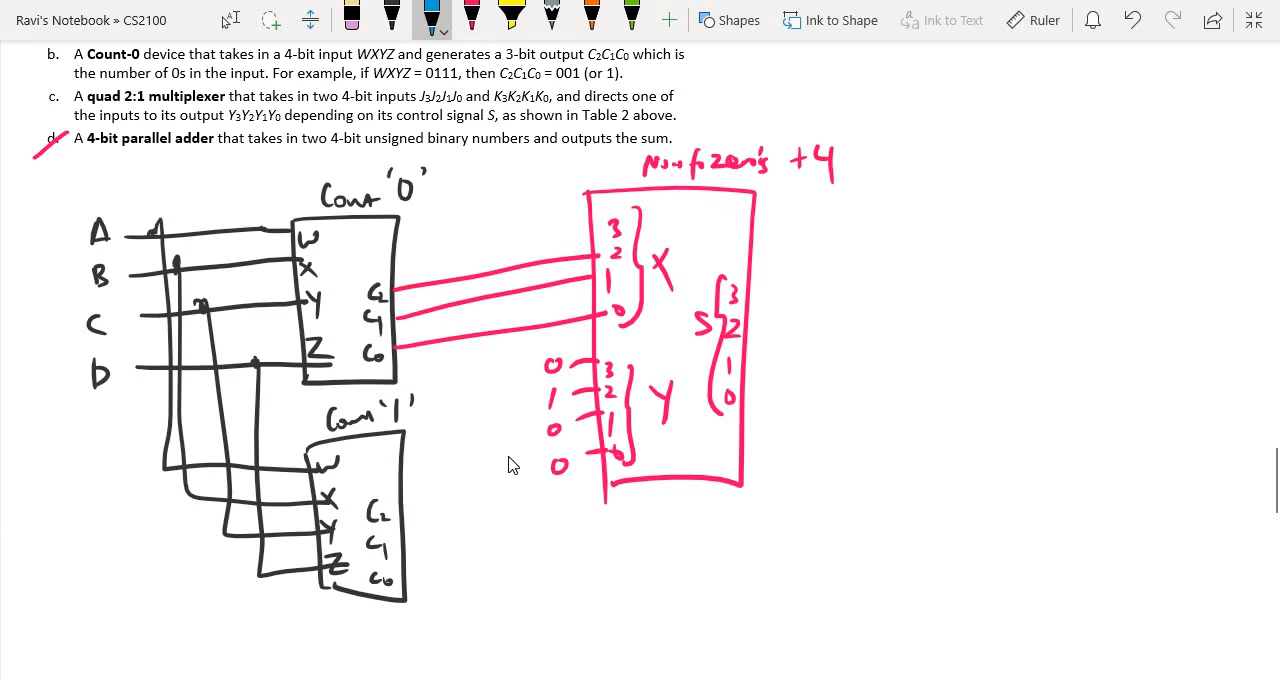 Ravi's Notebook » CS2100
Shapes
Ink to Shape
Ink to Text
Ruler
b. A Count-0 device that takes in a 4-bit input WXYZ and generates a 3-bit output C₂C₁C₀ which is
the number of 0s in the input. For example, if WXYZ = 0111, then C₂C₁C₀ = 001 (or 1).
c. A quad 2:1 multiplexer that takes in two 4-bit inputs J₃J₂J₁J₀ and K₃K₂K₁K₀, and directs one of
the inputs to its output Y₃Y₂Y₁Y₀ depending on its control signal S, as shown in Table 2 above.
d. A 4-bit parallel adder that takes in two 4-bit unsigned binary numbers and outputs the sum.
zero's +4
Count '0'
A
B
C
D
W
X
Y
Z
C₂
C₁
C₀
3
2
1
0
X
0
1
0
0
3
2
1
0
Y
S
3
2
1
0
Count '1'
W
X
Y
Z
C₂
C₁
C₀